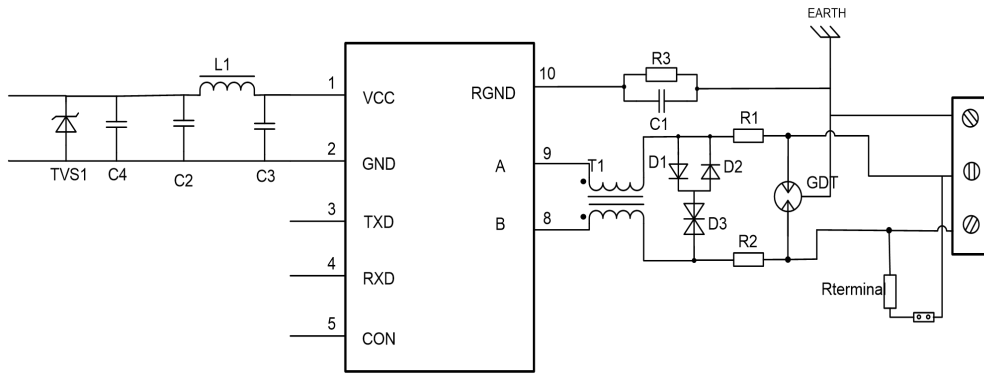 EARTH
L1
R3
1
10
VCC
RGND
C1
R1
2
9
T1
D1
D2
TVS1
C4
C2
C3
GND
A
GDT
3
8
TXD
B
D3
R2
4
RXD
Rterminal
5
CON